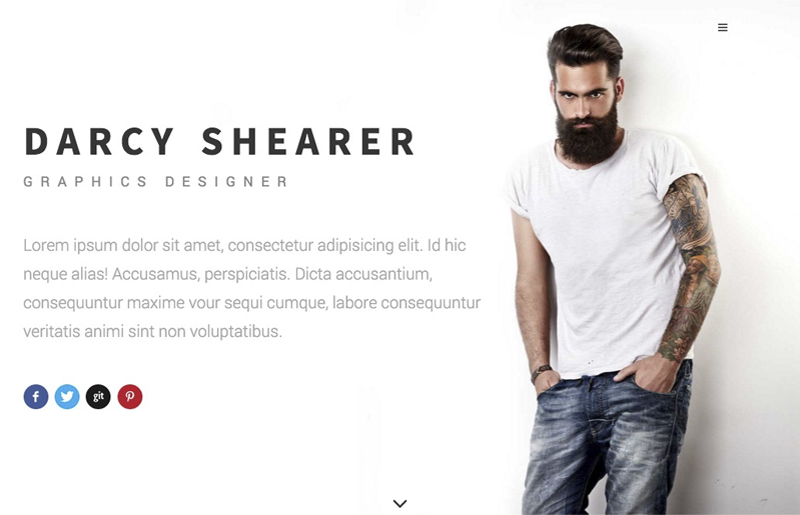 DARCY SHEARER
GRAPHICS DESIGNER
Lorem ipsum dolor sit amet, consectetur adipisicing elit. Id hic
neque alias! Accusamus, perspiciatis. Dicta accusantium,
consequuntur maxime vour sequi cumque, labore consequuntur
veritatis animi sint non voluptatibus.
f git